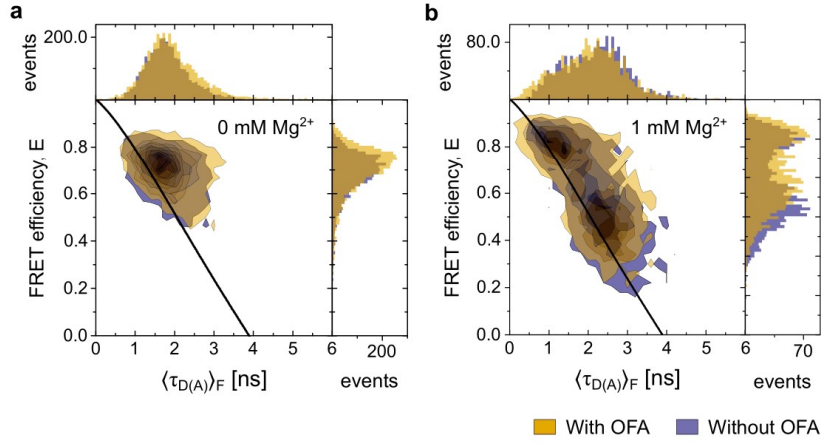 a
b
200.0
events
0 mM Mg²⁺
0.8
0.6
0.4
0.2
0.0
FRET efficiency, E
0 1 2 3 4 5 6
200
⟨τD(A)⟩F [ns]
events
80.0
events
1 mM Mg²⁺
0.8
0.6
0.4
0.2
0.0
FRET efficiency, E
0 1 2 3 4 5 6
70
⟨τD(A)⟩F [ns]
events
With OFA Without OFA